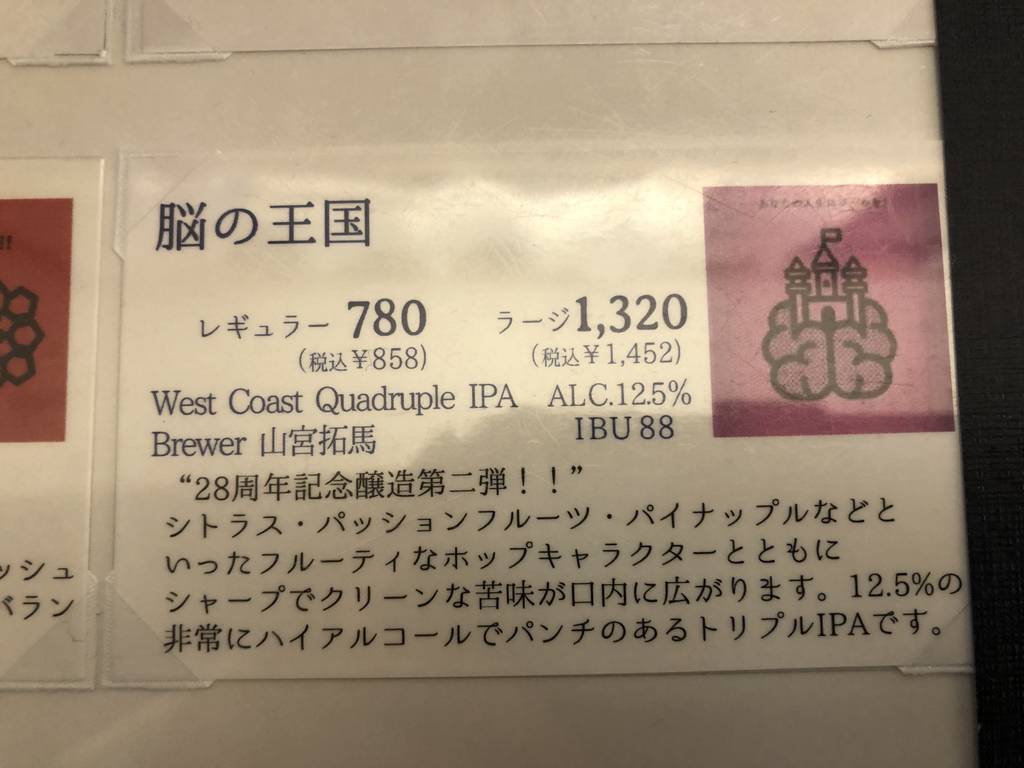 脳の王国
レギュラー 780 ラージ1,320
(税込¥858) (税込¥1,452)
West Coast Quadruple IPA ALC.12.5%
Brewer 山宮拓馬 IBU 88
“28周年記念醸造第二弾！！”
シトラス・パッションフルーツ・パイナップルなどと
いったフルーティなホップキャラクターとともに
シャープでクリーンな苦味が口内に広がります。12.5%の
非常にハイアルコールでパンチのあるトリプルIPAです。
ッシュ
バラン